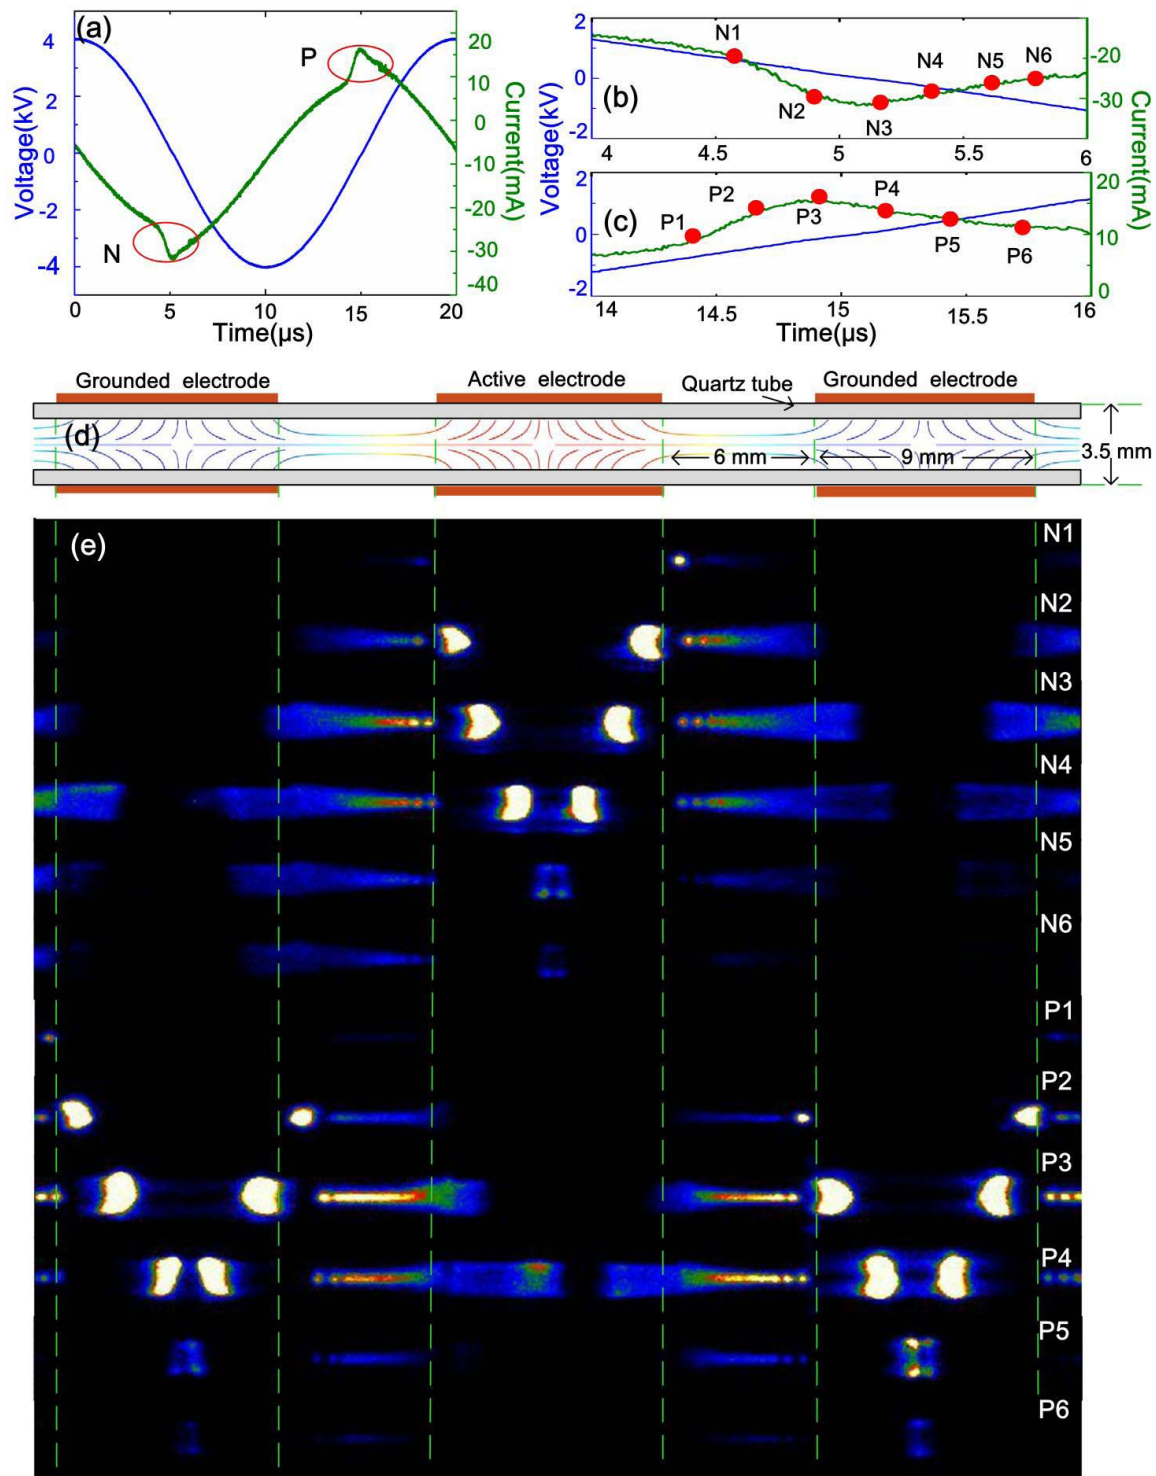 (a)
4
2
0
-2
-4
Voltage(kV)
P
N
20
10
0
-10
-20
-30
-40
Current(mA)
0
5
10
15
20
Time(µs)
(b)
2
0
-2
Voltage(kV)
N1
N2
N3
N4
N5
N6
-20
-30
Current(mA)
4
4.5
5
5.5
6
(c)
2
0
-2
P1
P2
P3
P4
P5
P6
20
10
0
14
14.5
15
15.5
16
Time(µs)
Grounded electrode
Active electrode
Quartz tube
Grounded electrode
(d)
6 mm
9 mm
3.5 mm
(e)
N1
N2
N3
N4
N5
N6
P1
P2
P3
P4
P5
P6